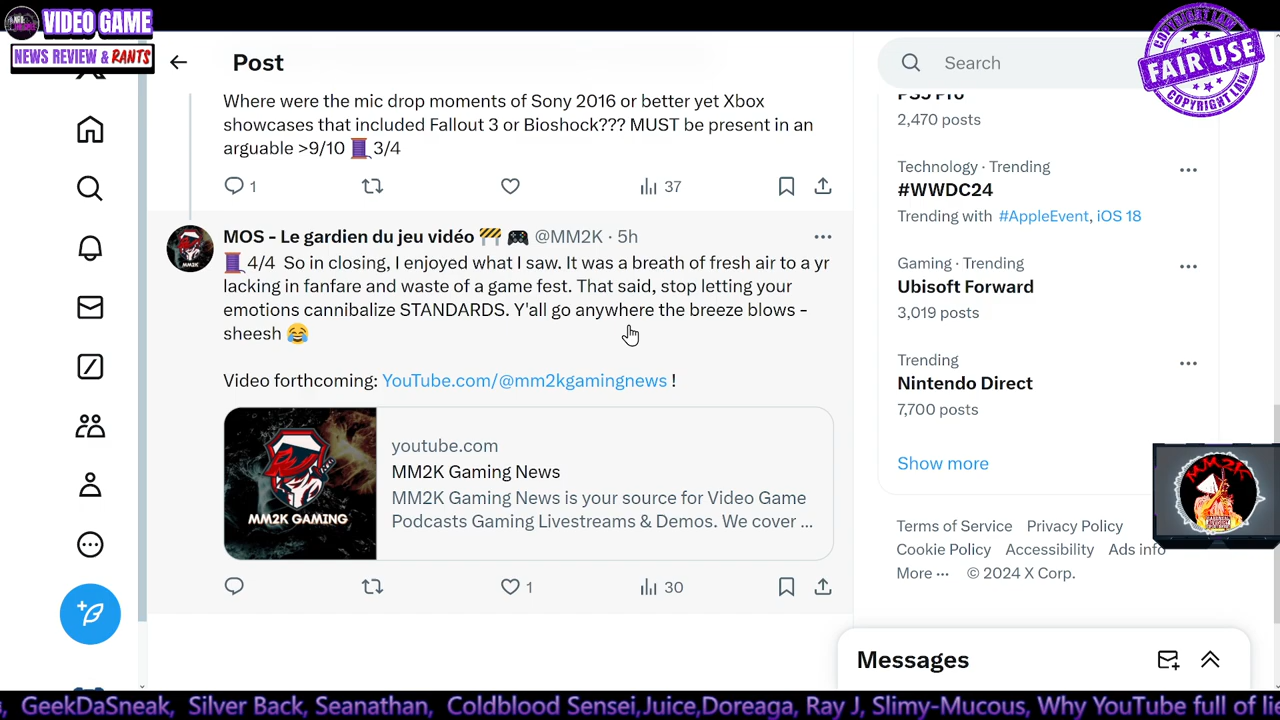 VIDEO GAME
NEWS REVIEW & RANTS
Post
Search
COPYRIGHT LAW
FAIR USE
COPYRIGHT LAW
Where were the mic drop moments of Sony 2016 or better yet Xbox
showcases that included Fallout 3 or Bioshock??? MUST be present in an
arguable >9/10 🧵3/4
1
37
MOS - Le gardien du jeu vidéo 🚧 🎮 @MM2K · 5h
🧵4/4 So in closing, I enjoyed what I saw. It was a breath of fresh air to a yr
lacking in fanfare and waste of a game fest. That said, stop letting your
emotions cannibalize STANDARDS. Y'all go anywhere the breeze blows -
sheesh 😂
Video forthcoming: YouTube.com/@mm2kgamingnews !
MM2K GAMING
youtube.com
MM2K Gaming News
MM2K Gaming News is your source for Video Game
Podcasts Gaming Livestreams & Demos. We cover ...
1
30
PS5 Pro
2,470 posts
Technology · Trending
#WWDC24
Trending with #AppleEvent, iOS 18
Gaming · Trending
Ubisoft Forward
3,019 posts
Trending
Nintendo Direct
7,700 posts
Show more
MM2K
Terms of Service Privacy Policy
Cookie Policy Accessibility Ads info
More ··· © 2024 X Corp.
Messages
GeekDaSneak, Silver Back, Seanathan, Coldblood Sensei,Juice,Doreaga, Ray J, Slimy-Mucous, Why YouTube full of lie